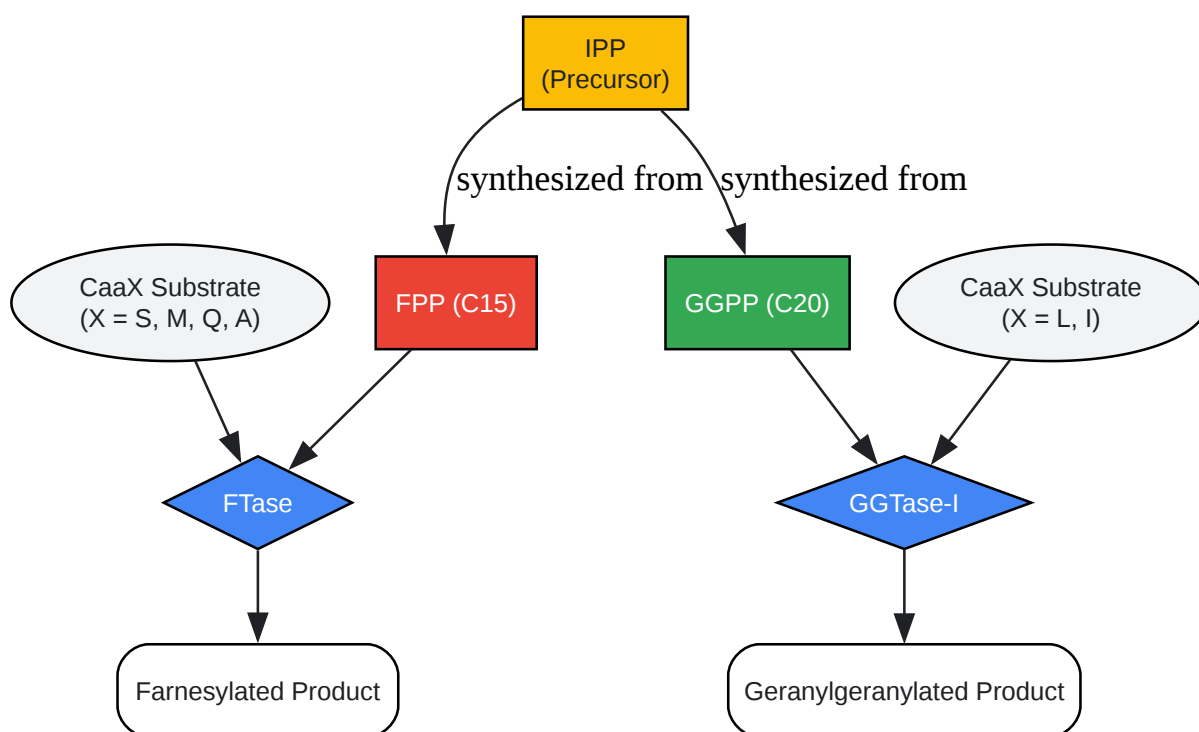 IPP
(Precursor)
synthesized from
synthesized from
CaaX Substrate
(X = S, M, Q, A)
FPP (C15)
GGPP (C20)
CaaX Substrate
(X = L, I)
FTase
GGTase-I
Farnesylated Product
Geranylgeranylated Product